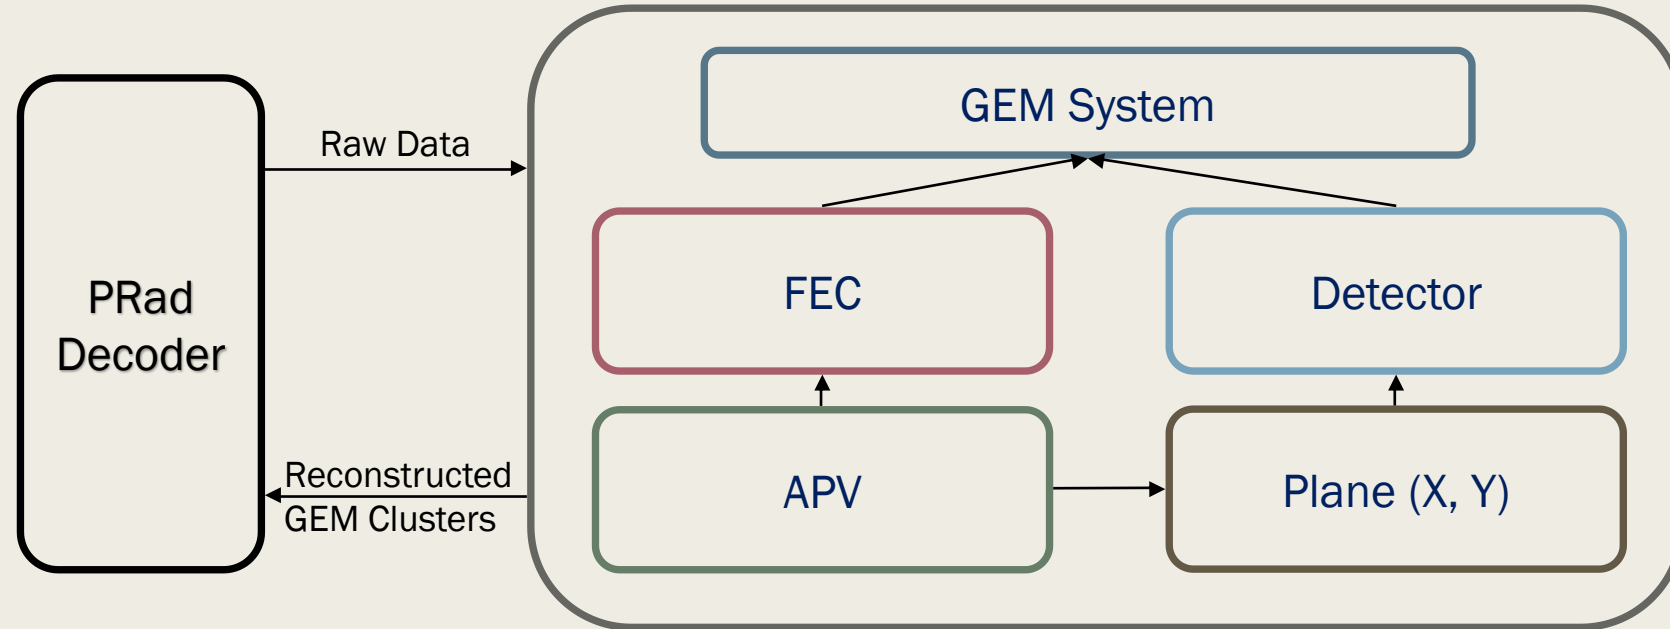 PRad
Decoder
Raw Data
Reconstructed
GEM Clusters
GEM System
FEC
Detector
APV
Plane (X, Y)